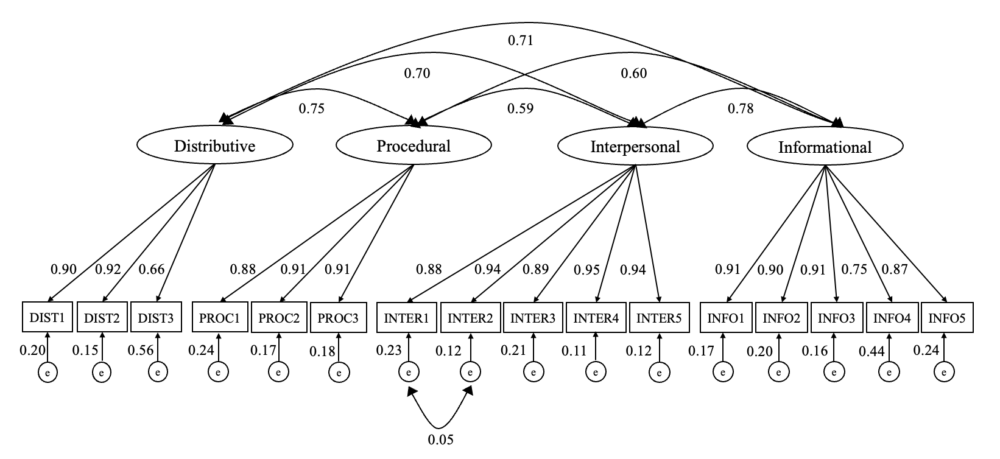 0.71
0.70 0.60
0.75 0.59 0.78
Distributive Procedural Interpersonal Informational
0.90 0.92 0.66 0.88 0.91 0.91 0.88 0.94 0.89 0.95 0.94 0.91 0.90 0.91 0.75 0.87
DIST1 DIST2 DIST3 PROC1 PROC2 PROC3 INTER1 INTER2 INTER3 INTER4 INTER5 INFO1 INFO2 INFO3 INFO4 INFO5
0.20 0.15 0.56 0.24 0.17 0.18 0.23 0.12 0.21 0.11 0.12 0.17 0.20 0.16 0.44 0.24
e e e e e e e e e e e e e e e e
0.05